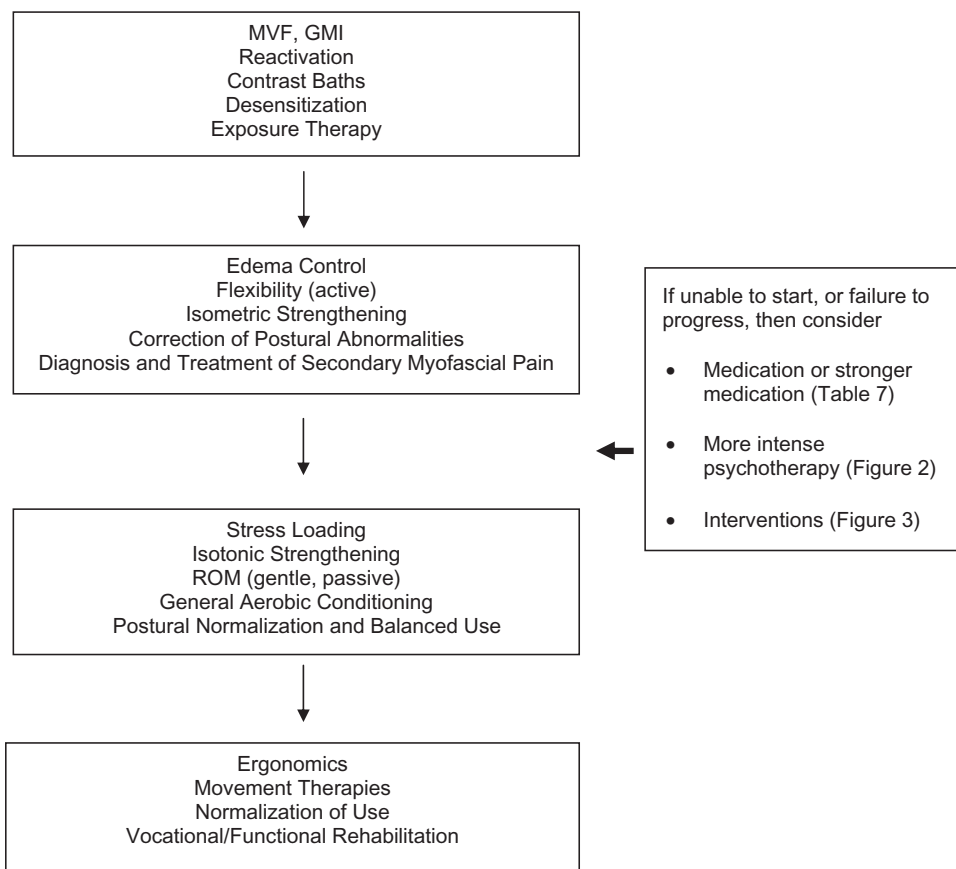 MVF, GMI
Reactivation
Contrast Baths
Desensitization
Exposure Therapy
Edema Control
Flexibility (active)
Isometric Strengthening
Correction of Postural Abnormalities
Diagnosis and Treatment of Secondary Myofascial Pain
If unable to start, or failure to
progress, then consider
• Medication or stronger
medication (Table 7)
• More intense
psychotherapy (Figure 2)
• Interventions (Figure 3)
Stress Loading
Isotonic Strengthening
ROM (gentle, passive)
General Aerobic Conditioning
Postural Normalization and Balanced Use
Ergonomics
Movement Therapies
Normalization of Use
Vocational/Functional Rehabilitation